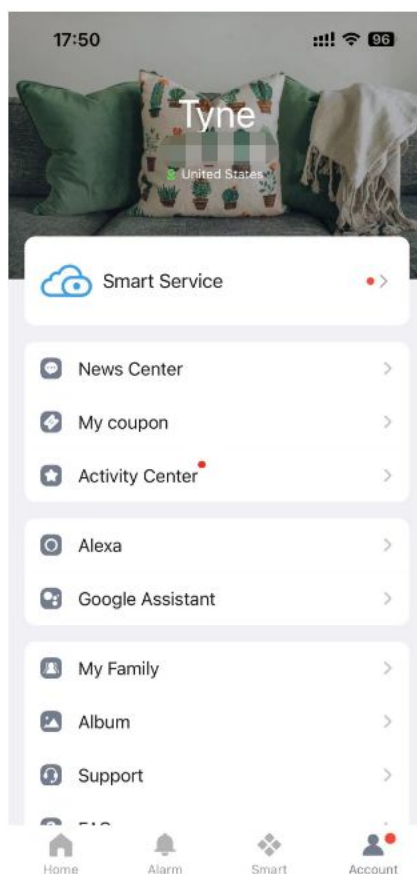 17:50
96
Tyne
United States
Smart Service
News Center
My coupon
Activity Center
Alexa
Google Assistant
My Family
Album
Support
Home
Alarm
Smart
Account